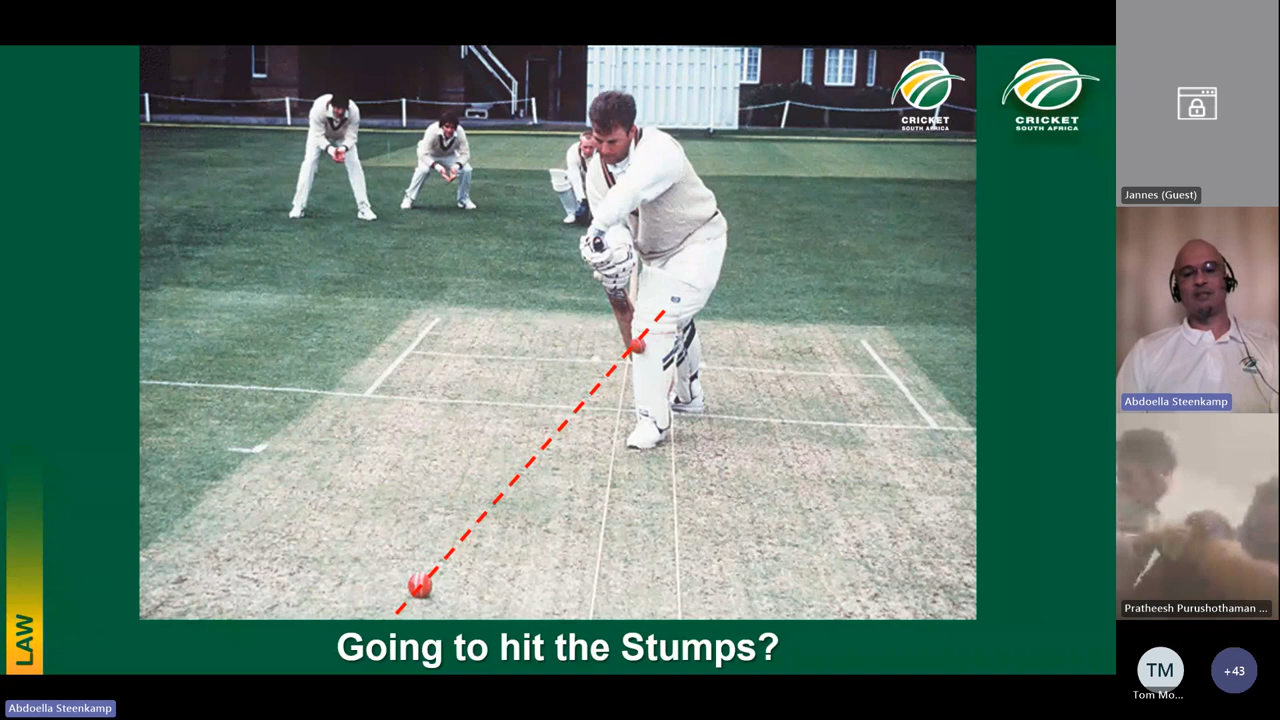 CRICKET
SOUTH AFRICA
CRICKET
SOUTH AFRICA
LAW
Going to hit the Stumps?
Abdoella Steenkamp
Jannes (Guest)
Abdoella Steenkamp
Pratheesh Purushothaman ...
TM
Tom Mo...
+43